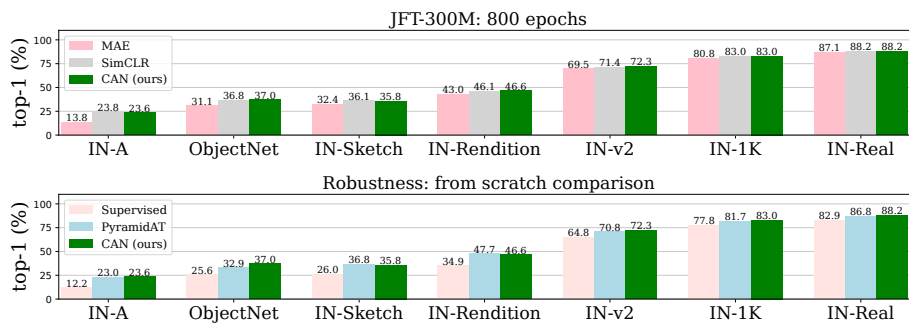 JFT-300M: 800 epochs
top-1 (%)
100
75
50
25
0
MAE
SimCLR
CAN (ours)
13.8 23.8 23.6
31.1 36.8 37.0
32.4 36.1 35.8
43.0 46.1 46.6
69.5 71.4 72.3
80.8 83.0 83.0
87.1 88.2 88.2
IN-A ObjectNet IN-Sketch IN-Rendition IN-v2 IN-1K IN-Real
Robustness: from scratch comparison
top-1 (%)
100
75
50
25
0
Supervised
PyramidAT
CAN (ours)
12.2 23.0 23.6
25.6 32.9 37.0
26.0 36.8 35.8
34.9 47.7 46.6
64.8 70.8 72.3
77.8 81.7 83.0
82.9 86.8 88.2
IN-A ObjectNet IN-Sketch IN-Rendition IN-v2 IN-1K IN-Real